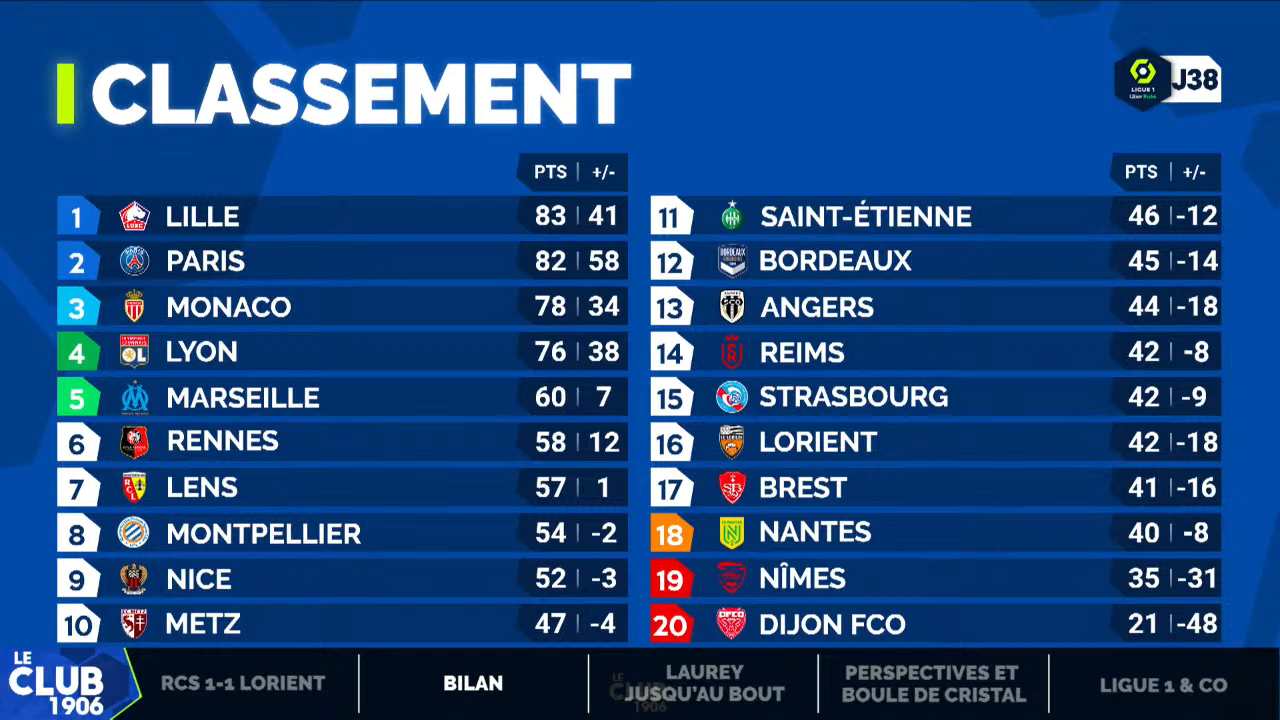 CLASSEMENT
LIGUE 1
J38
PTS +/-
1 LILLE 83 41
2 PARIS 82 58
3 MONACO 78 34
4 LYON 76 38
5 MARSEILLE 60 7
6 RENNES 58 12
7 LENS 57 1
8 MONTPELLIER 54 -2
9 NICE 52 -3
10 METZ 47 -4
PTS +/-
11 SAINT-ÉTIENNE 46 -12
12 BORDEAUX 45 -14
13 ANGERS 44 -18
14 REIMS 42 -8
15 STRASBOURG 42 -9
16 LORIENT 42 -18
17 BREST 41 -16
18 NANTES 40 -8
19 NÎMES 35 -31
20 DIJON FCO 21 -48
LE
CLUB
1906
RCS 1-1 LORIENT
BILAN
LAUREY
JUSQU'AU BOUT
PERSPECTIVES ET
BOULE DE CRISTAL
LIGUE 1 & CO